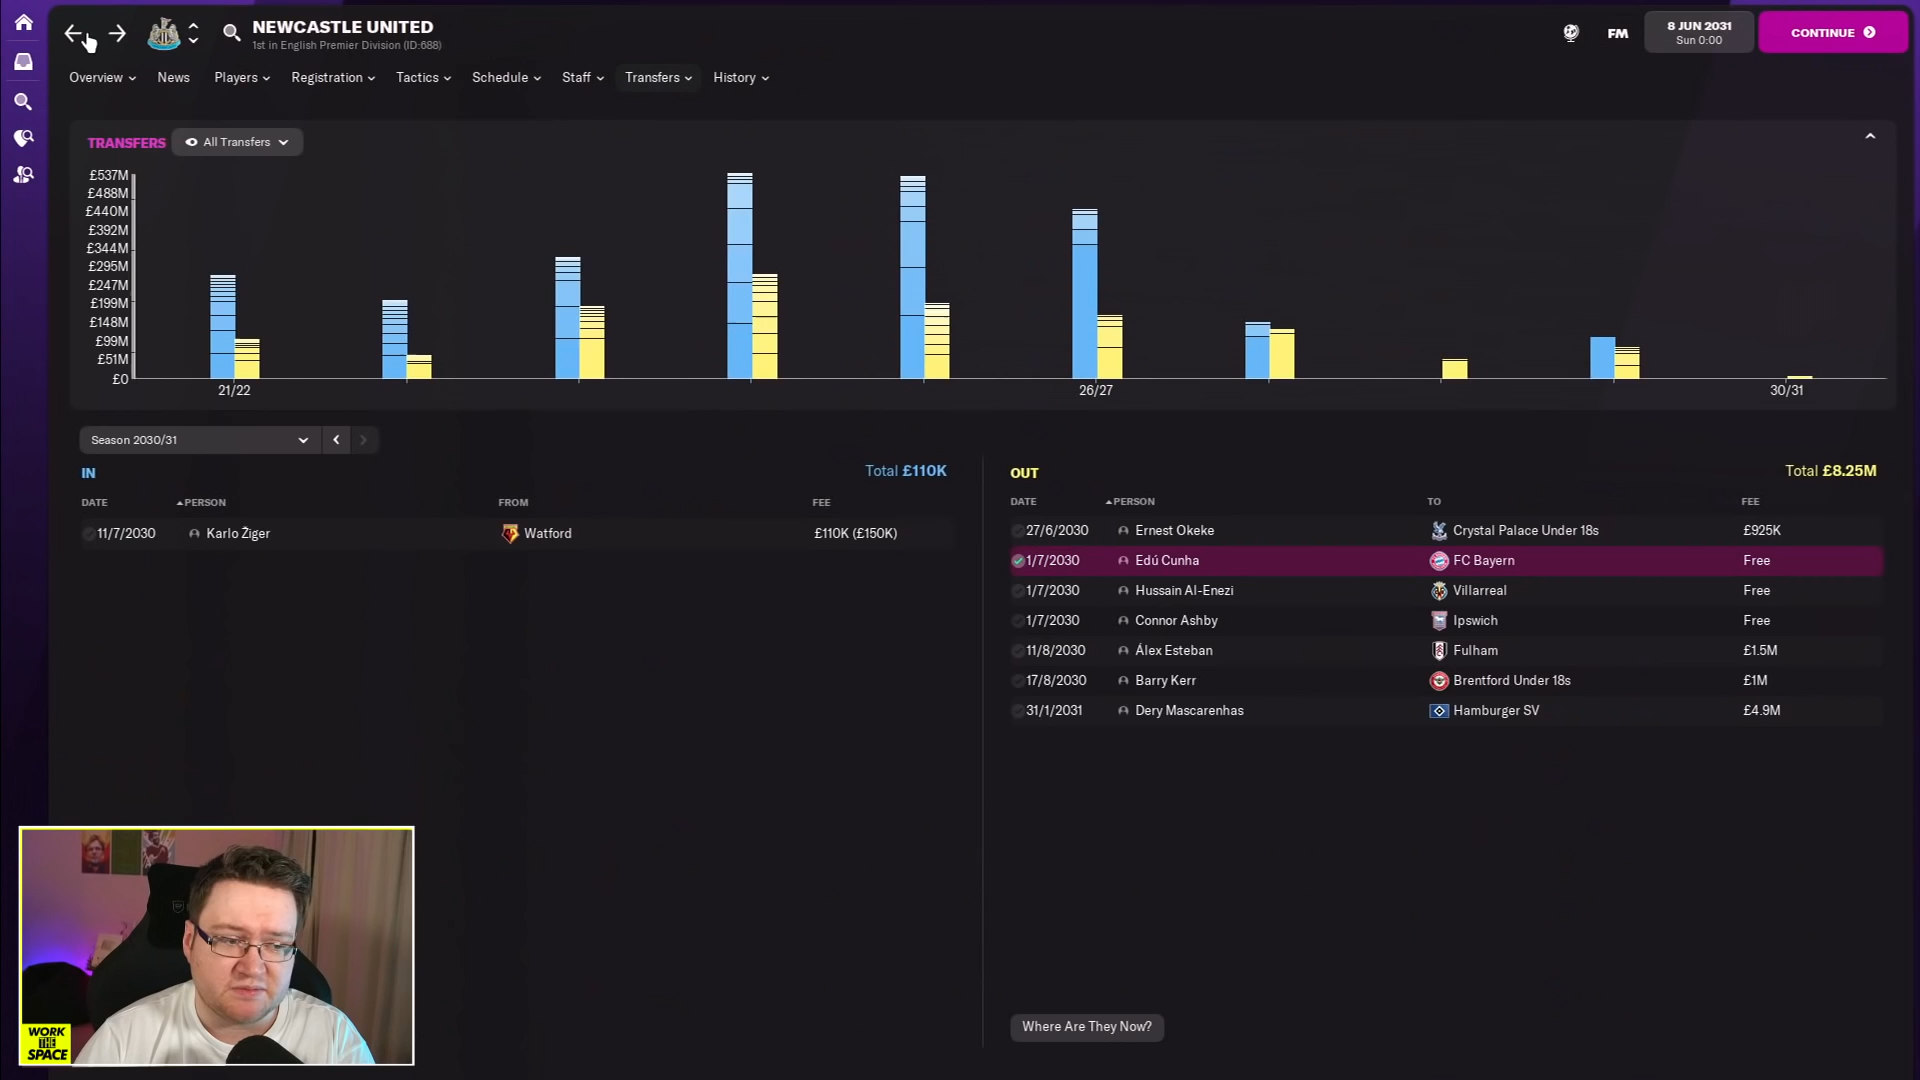 NEWCASTLE UNITED
1st in English Premier Division (ID:688)
FM
8 JUN 2031
Sun 0:00
CONTINUE
Overview News Players Registration Tactics Schedule Staff Transfers History
TRANSFERS All Transfers
£537M
£488M
£440M
£392M
£344M
£295M
£247M
£199M
£148M
£99M
£51M
£0
21/22 26/27 30/31
Season 2030/31
IN Total £110K
DATE PERSON FROM FEE
11/7/2030 Karlo Žiger Watford £110K (£150K)
OUT Total £8.25M
DATE PERSON TO FEE
27/6/2030 Ernest Okeke Crystal Palace Under 18s £925K
1/7/2030 Edú Cunha FC Bayern Free
1/7/2030 Hussain Al-Enezi Villarreal Free
1/7/2030 Connor Ashby Ipswich Free
11/8/2030 Álex Esteban Fulham £1.5M
17/8/2030 Barry Kerr Brentford Under 18s £1M
31/1/2031 Dery Mascarenhas Hamburger SV £4.9M
Where Are They Now?
WORK
THE
SPACE